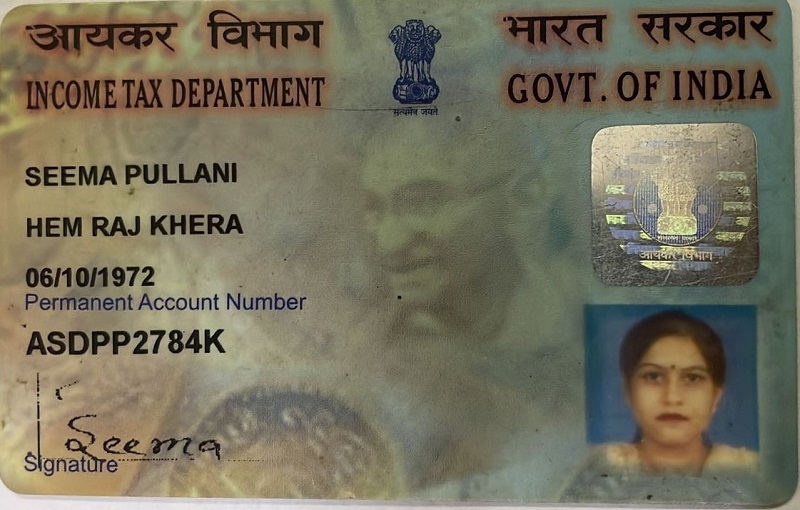 आयकर विभाग
भारत सरकार
INCOME TAX DEPARTMENT
GOVT. OF INDIA
सत्यमेव जयते
SEEMA PULLANI
HEM RAJ KHERA
06/10/1972
Permanent Account Number
ASDPP2784K
आयकर विभाग
Seema
Signature